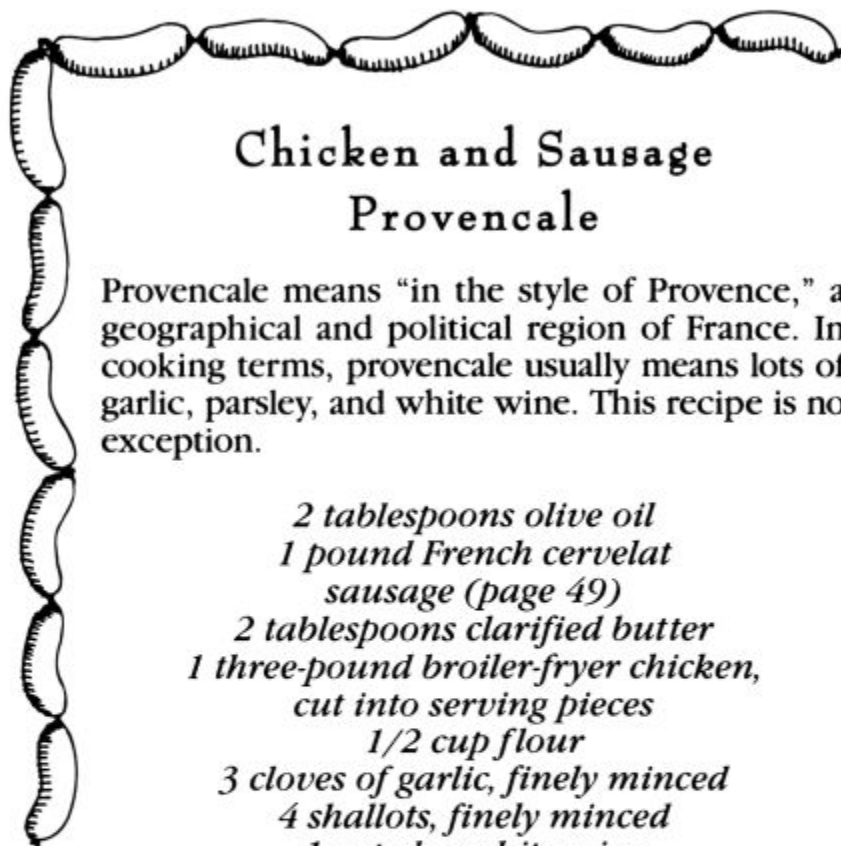 Chicken and Sausage
Provencale
Provencale means “in the style of Provence,” a
geographical and political region of France. In
cooking terms, provencale usually means lots of
garlic, parsley, and white wine. This recipe is no
exception.
2 tablespoons olive oil
1 pound French cervelat
sausage (page 49)
2 tablespoons clarified butter
1 three-pound broiler-fryer chicken,
cut into serving pieces
1/2 cup flour
3 cloves of garlic, finely minced
4 shallots, finely minced